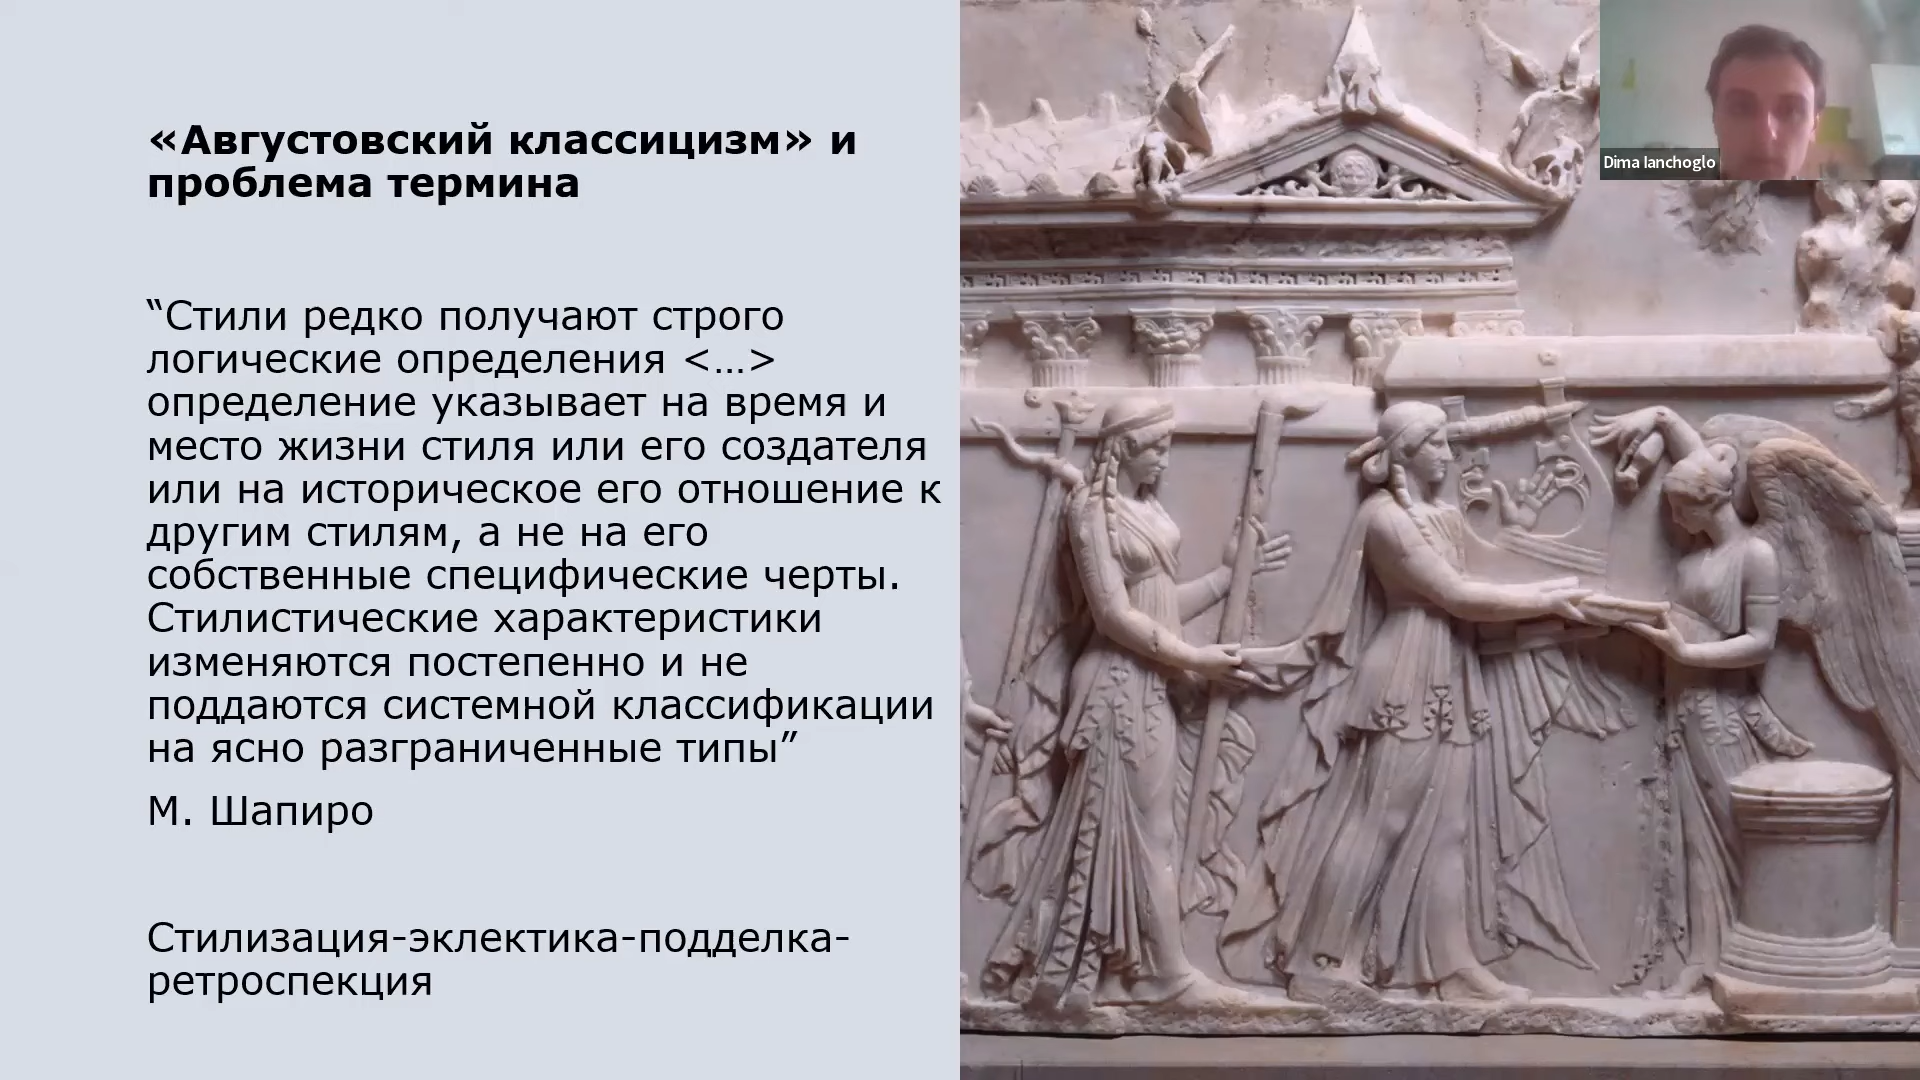 «Августовский классицизм» и
проблема термина
“Стили редко получают строго
логические определения <…>
определение указывает на время и
место жизни стиля или его создателя
или на историческое его отношение к
другим стилям, а не на его
собственные специфические черты.
Стилистические характеристики
изменяются постепенно и не
поддаются системной классификации
на ясно разграниченные типы”
М. Шапиро
Стилизация-эклектика-подделка-
ретроспекция
Dima Ianchoglo